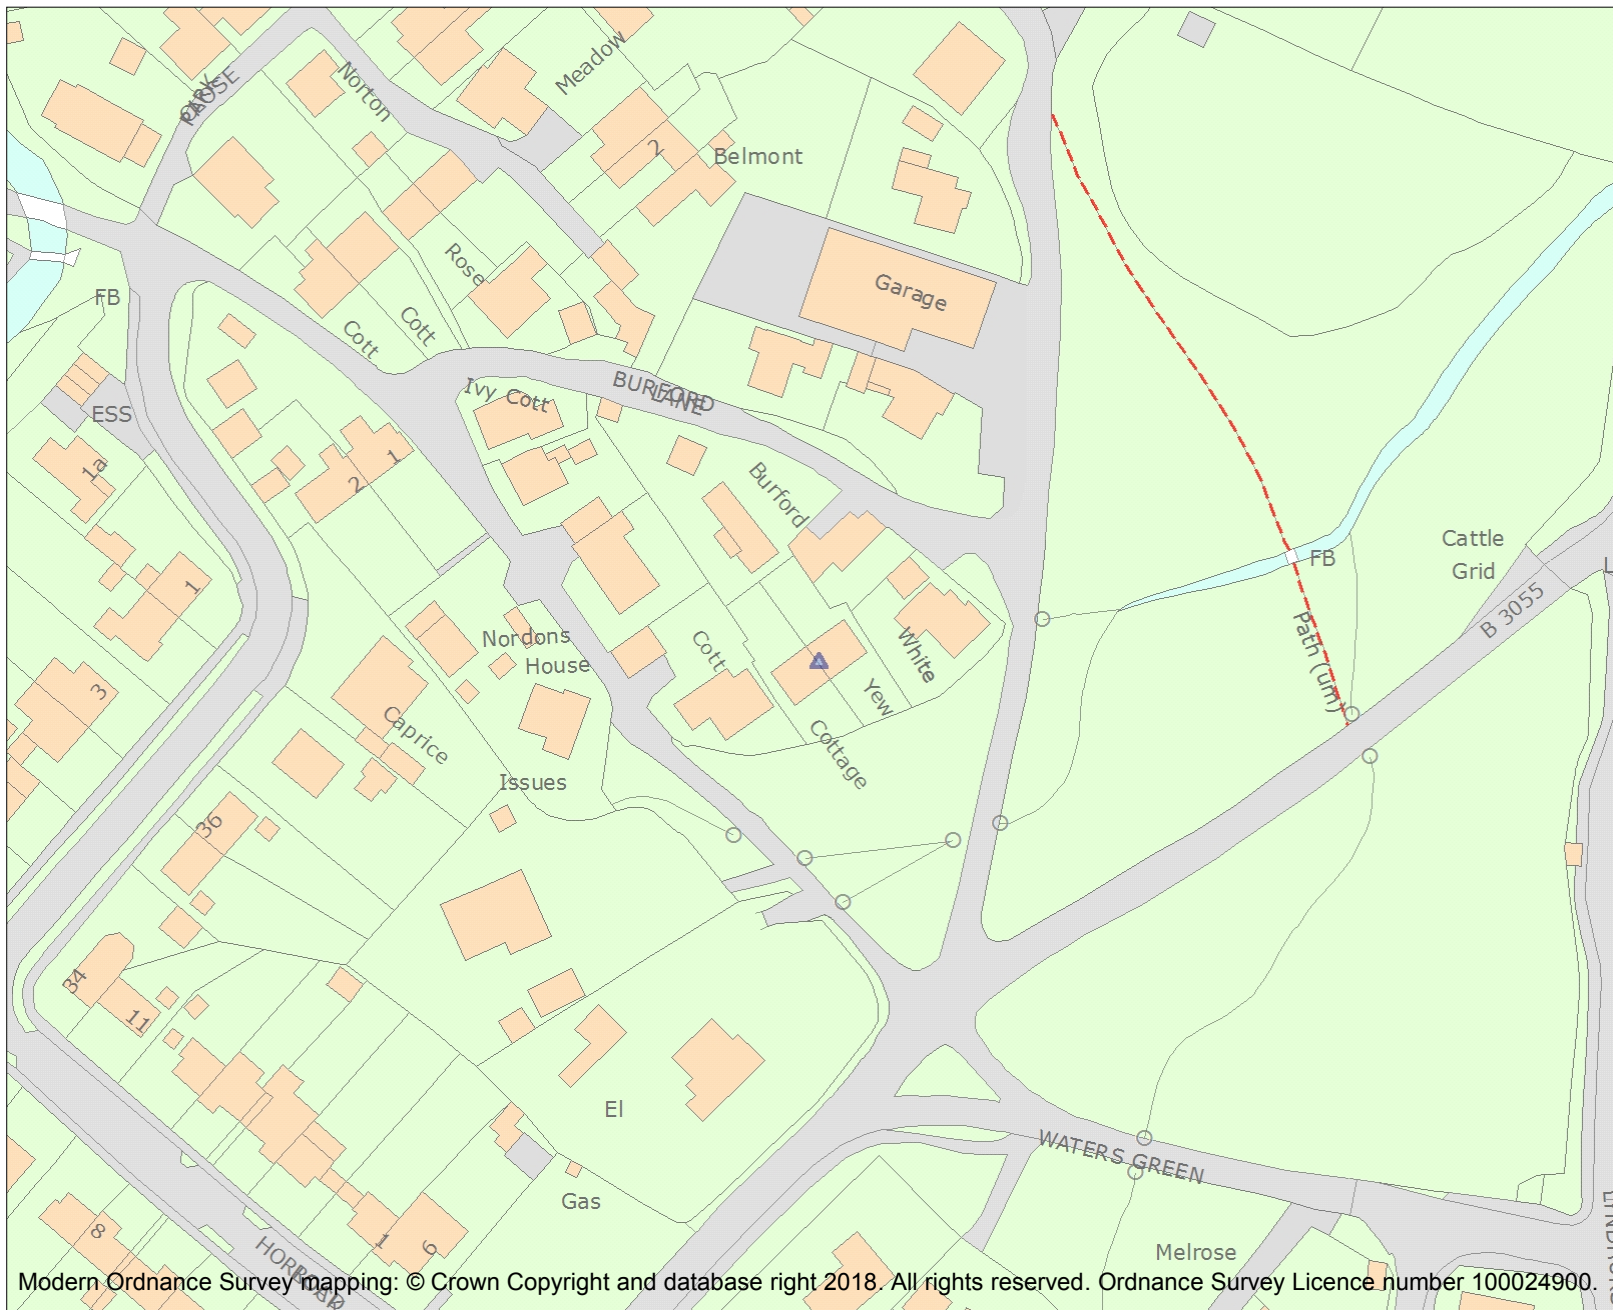 Norton
Meadow
CLOSE
2
Belmont
Rose
Garage
FB
Cott
Cott
Ivy Cott
BURFORD
LANE
ESS
1a
1
2
Burford
Cattle
Grid
FB
B 3055
1
Path (um)
Nordons
House
Cott
White
Yew
3
Caprice
Cottage
Issues
36
34
11
El
WATERS GREEN
Gas
8
1
6
Melrose
Modern Ordnance Survey mapping: © Crown Copyright and database right 2018. All rights reserved. Ordnance Survey Licence number 100024900.